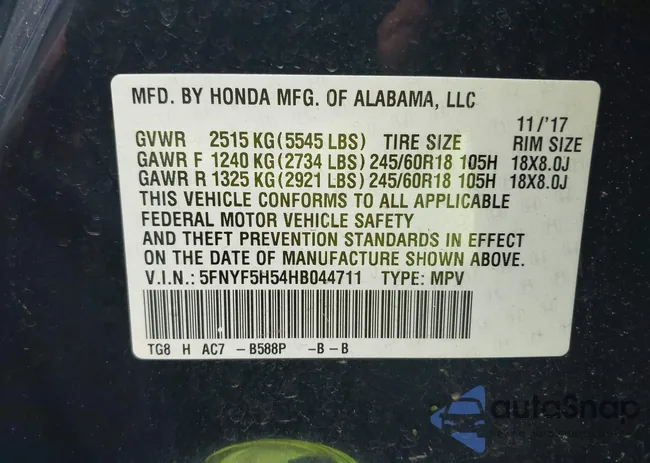 MFD. BY HONDA MFG. OF ALABAMA, LLC
11/'17
GVWR 2515 KG (5545 LBS) TIRE SIZE RIM SIZE
GAWR F 1240 KG (2734 LBS) 245/60R18 105H 18X8.0J
GAWR R 1325 KG (2921 LBS) 245/60R18 105H 18X8.0J
THIS VEHICLE CONFORMS TO ALL APPLICABLE
FEDERAL MOTOR VEHICLE SAFETY
AND THEFT PREVENTION STANDARDS IN EFFECT
ON THE DATE OF MANUFACTURE SHOWN ABOVE.
V.I.N.: 5FNYF5H54HB044711 TYPE: MPV
TG8 H AC7 -B588P -B-B
autoSnap